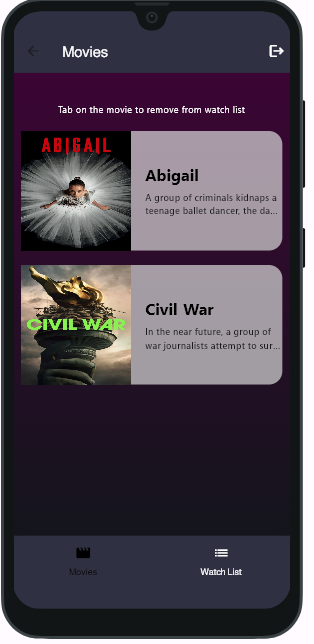 Movies
Tab on the movie to remove from watch list
ABIGAIL
Abigail
A group of criminals kidnaps a
teenage ballet dancer, the da...
CIVIL WAR
Civil War
In the near future, a group of
war journalists attempt to sur...
Movies
Watch List